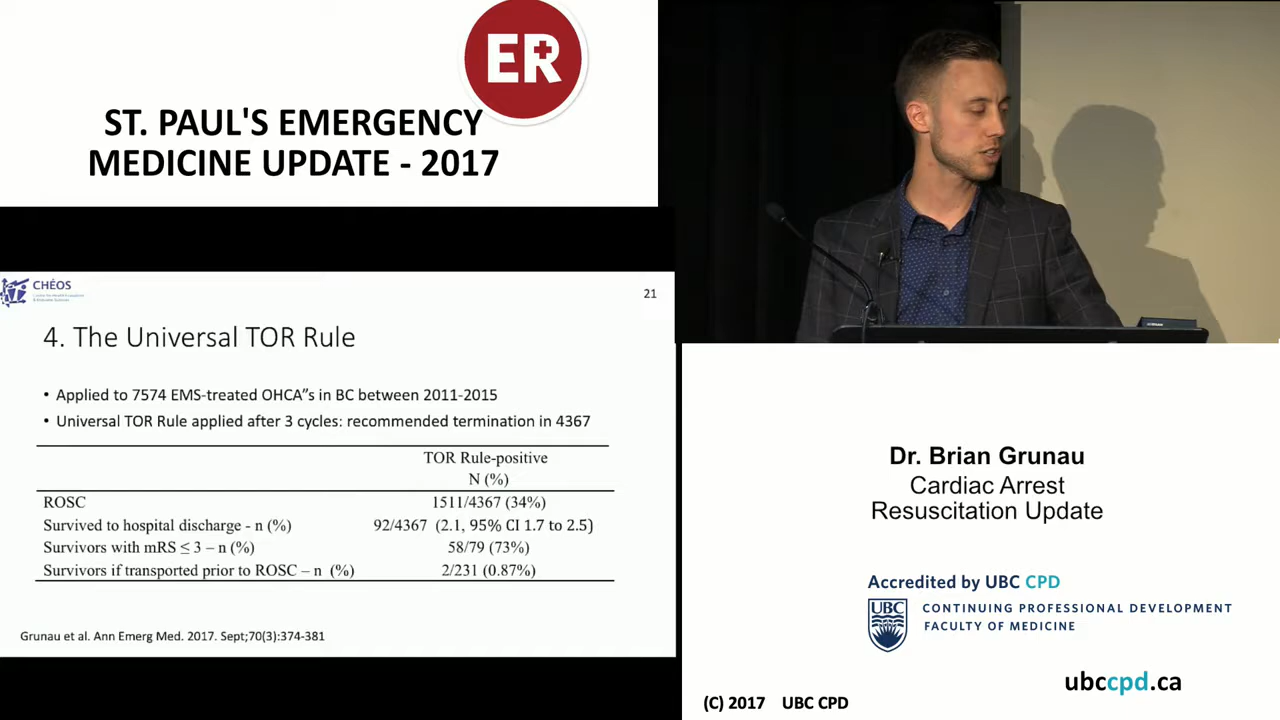 ER
ST. PAUL'S EMERGENCY
MEDICINE UPDATE - 2017
CHÉOS
21
4. The Universal TOR Rule
• Applied to 7574 EMS-treated OHCA"s in BC between 2011-2015
• Universal TOR Rule applied after 3 cycles: recommended termination in 4367
TOR Rule-positive
N (%)
ROSC 1511/4367 (34%)
Survived to hospital discharge - n (%) 92/4367 (2.1, 95% CI 1.7 to 2.5)
Survivors with mRS ≤ 3 – n (%) 58/79 (73%)
Survivors if transported prior to ROSC – n (%) 2/231 (0.87%)
Grunau et al. Ann Emerg Med. 2017. Sept;70(3):374-381
Dr. Brian Grunau
Cardiac Arrest
Resuscitation Update
Accredited by UBC CPD
UBC
CONTINUING PROFESSIONAL DEVELOPMENT
FACULTY OF MEDICINE
ubccpd.ca
(C) 2017 UBC CPD